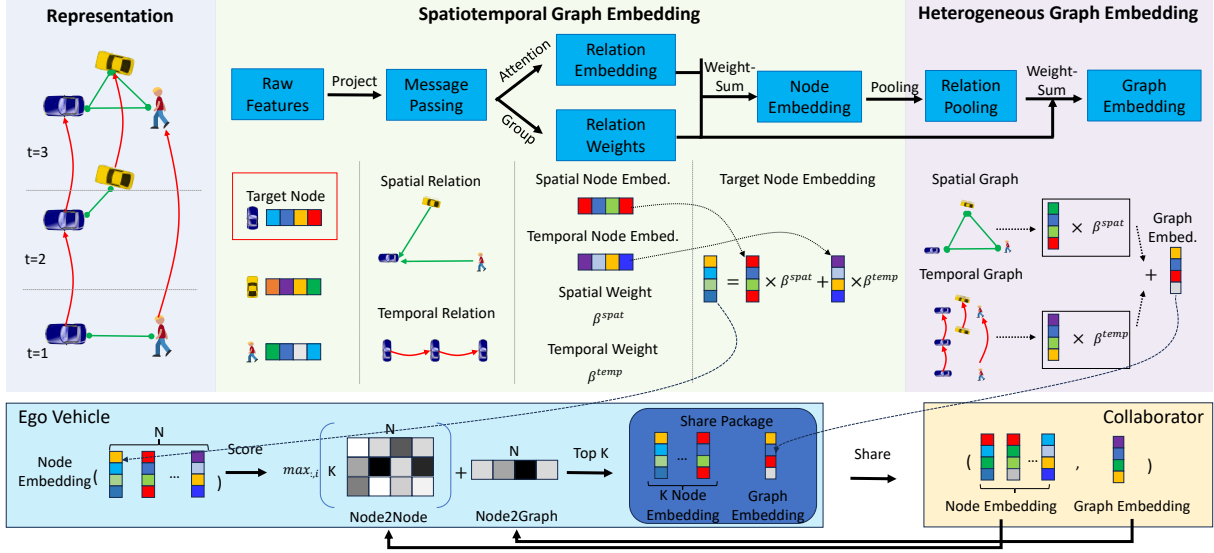 Representation
Spatiotemporal Graph Embedding
Heterogeneous Graph Embedding
t=3
t=2
t=1
Raw
Features
Project
Message
Passing
Attention
Group
Relation
Embedding
Relation
Weights
Weight-
Sum
Node
Embedding
Pooling
Relation
Pooling
Weight-
Sum
Graph
Embedding
Target Node
Spatial Relation
Temporal Relation
Spatial Node Embed.
Temporal Node Embed.
Spatial Weight
β^spat
Temporal Weight
β^temp
Target Node Embedding
= × β^spat + × β^temp
Spatial Graph
× β^spat
Temporal Graph
× β^temp
Graph
Embed.
+
Ego Vehicle
Node
Embedding
N
( ... )
Score
max:,i
K
N
+
N
Node2Node
Node2Graph
Top K
Share Package
...
K Node
Embedding
Graph
Embedding
Share
Collaborator
( ... , )
Node Embedding
Graph Embedding